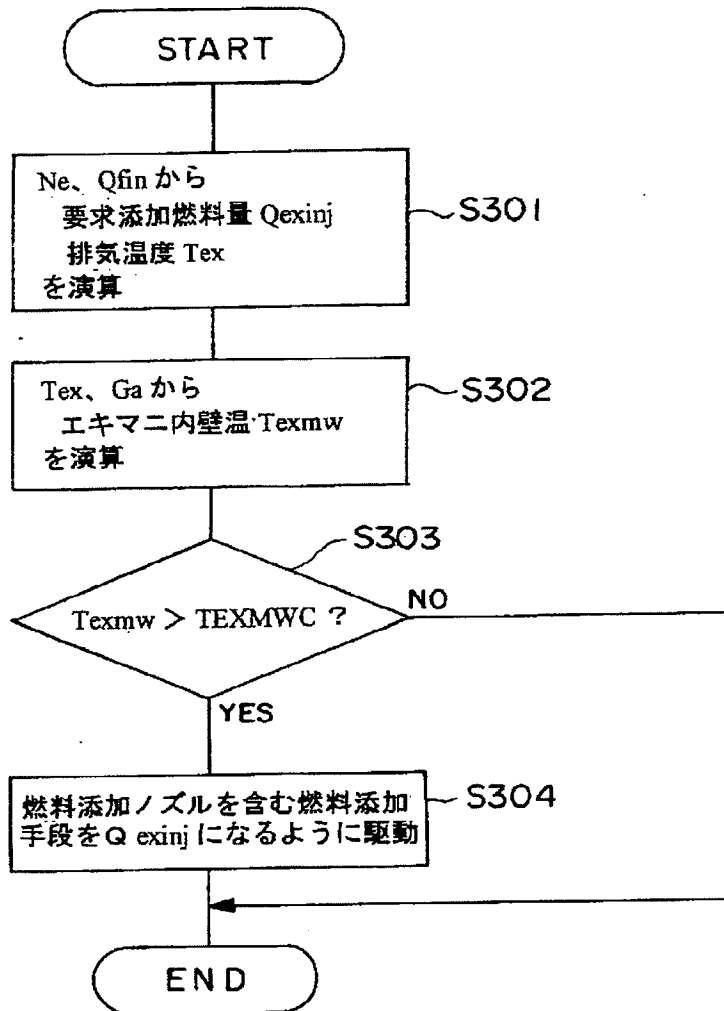 START
Ne、Qfin から
要求添加燃料量 Qexinj
排気温度 Tex
を演算
S301
Tex、Ga から
エキマニ内壁温 Texmw
を演算
S302
S303
Texmw > TEXMWC ?
NO
YES
燃料添加ノズルを含む燃料添加
手段をQ exinj になるように駆動
S304
END